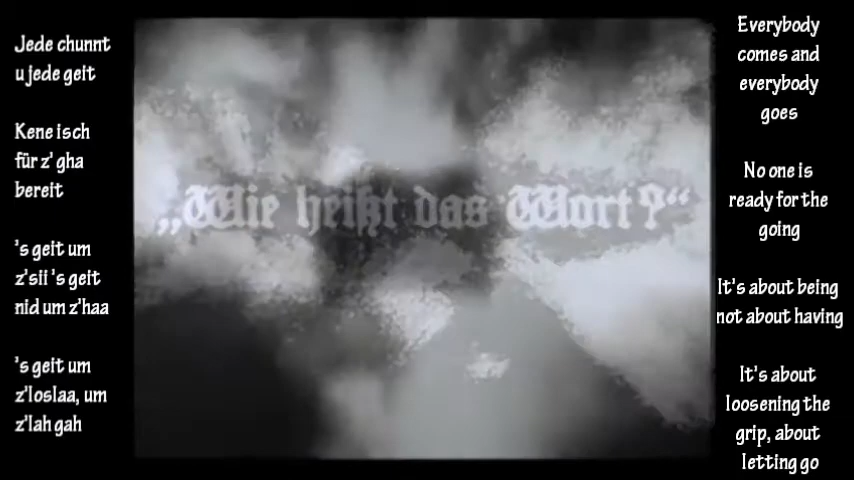 Jede chunnt
u jede geit
Kene isch
für z' gha
bereit
's geit um
z'sii 's geit
nid um z'haa
's geit um
z'loslaa, um
z'lah gah
„Wie heißt das Wort?“
Everybody
comes and
everybody
goes
No one is
ready for the
going
It's about being
not about having
It's about
loosening the
grip, about
letting go